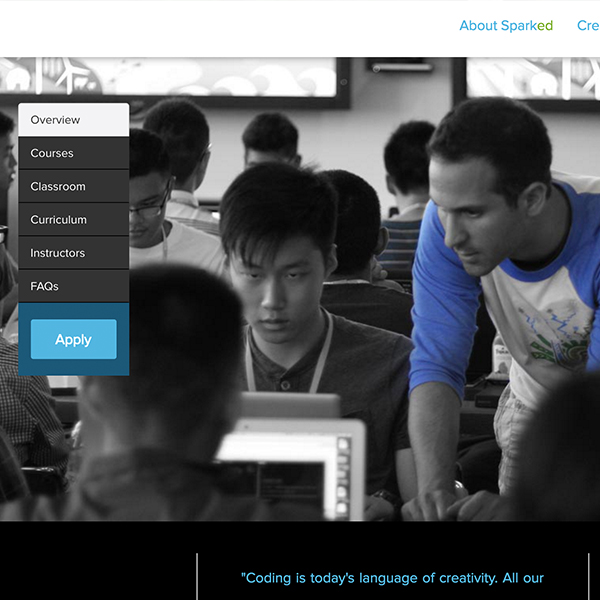 About Sparked Cre
Overview
Courses
Classroom
Curriculum
Instructors
FAQs
Apply
"Coding is today's language of creativity. All our